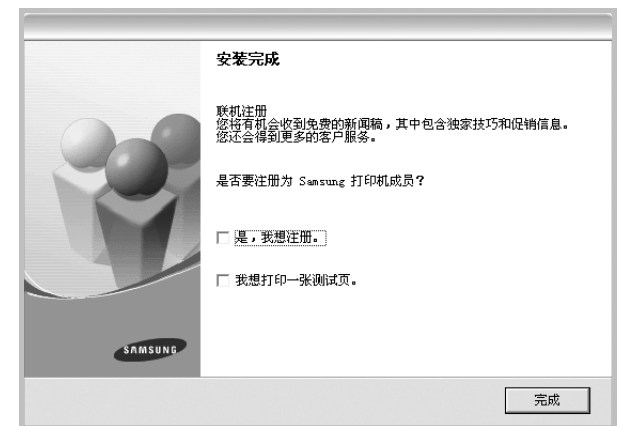 安装完成
联机注册
您将有机会收到免费的新闻稿，其中包含独家技巧和促销信息。
您还会得到更多的客户服务。
是否要注册为 Samsung 打印机成员？
是，我想注册。
我想打印一张测试页。
SAMSUNG
完成